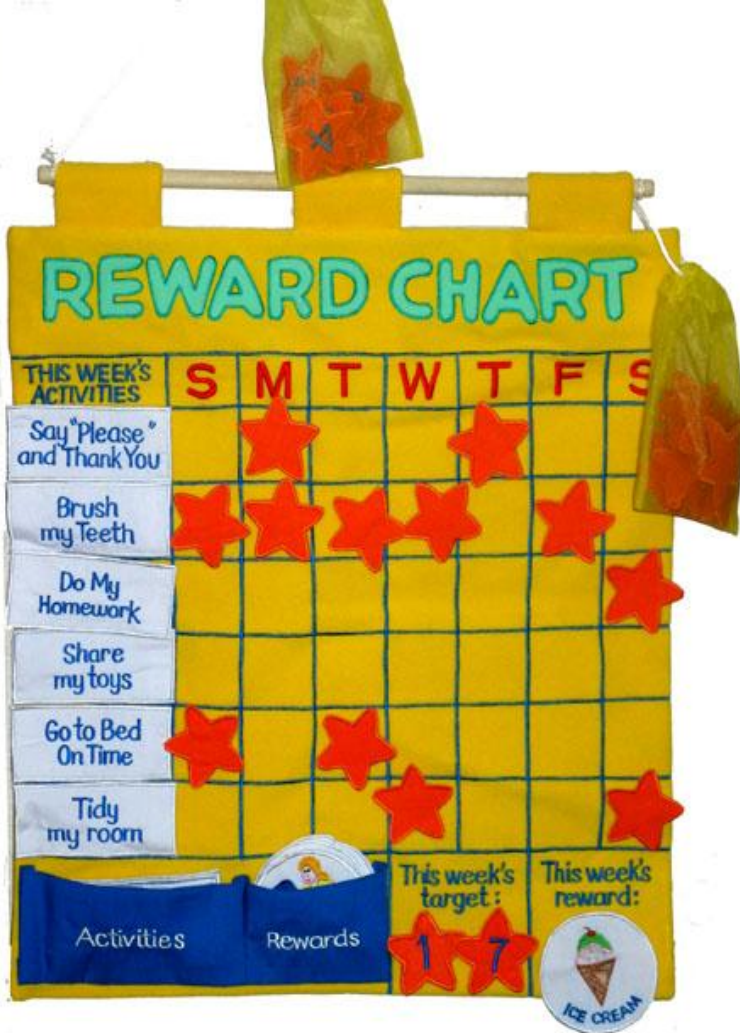 REWARD CHART
THIS WEEK'S
ACTIVITIES
S M T W T F S
Say "Please"
and Thank You
Brush
my Teeth
Do My
Homework
Share
my toys
Go to Bed
On Time
Tidy
my room
Activities
Rewards
This week's
target:
1 7
This week's
reward:
ICE CREAM